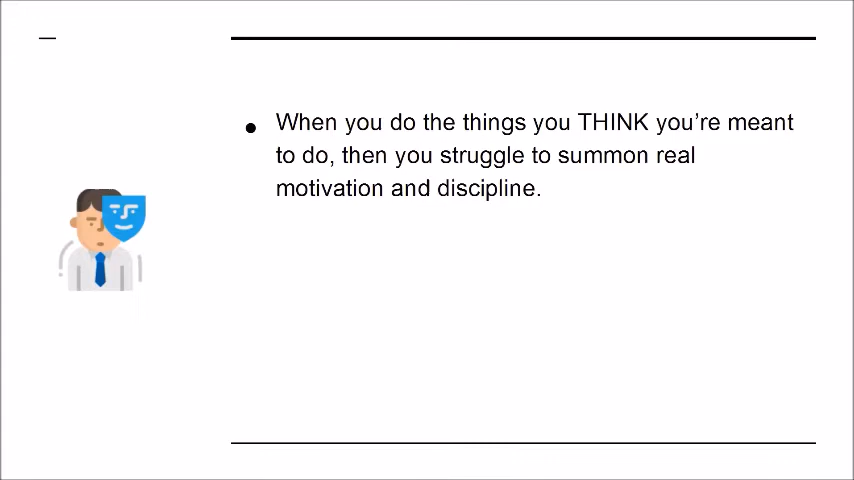 • When you do the things you THINK you’re meant
to do, then you struggle to summon real
motivation and discipline.